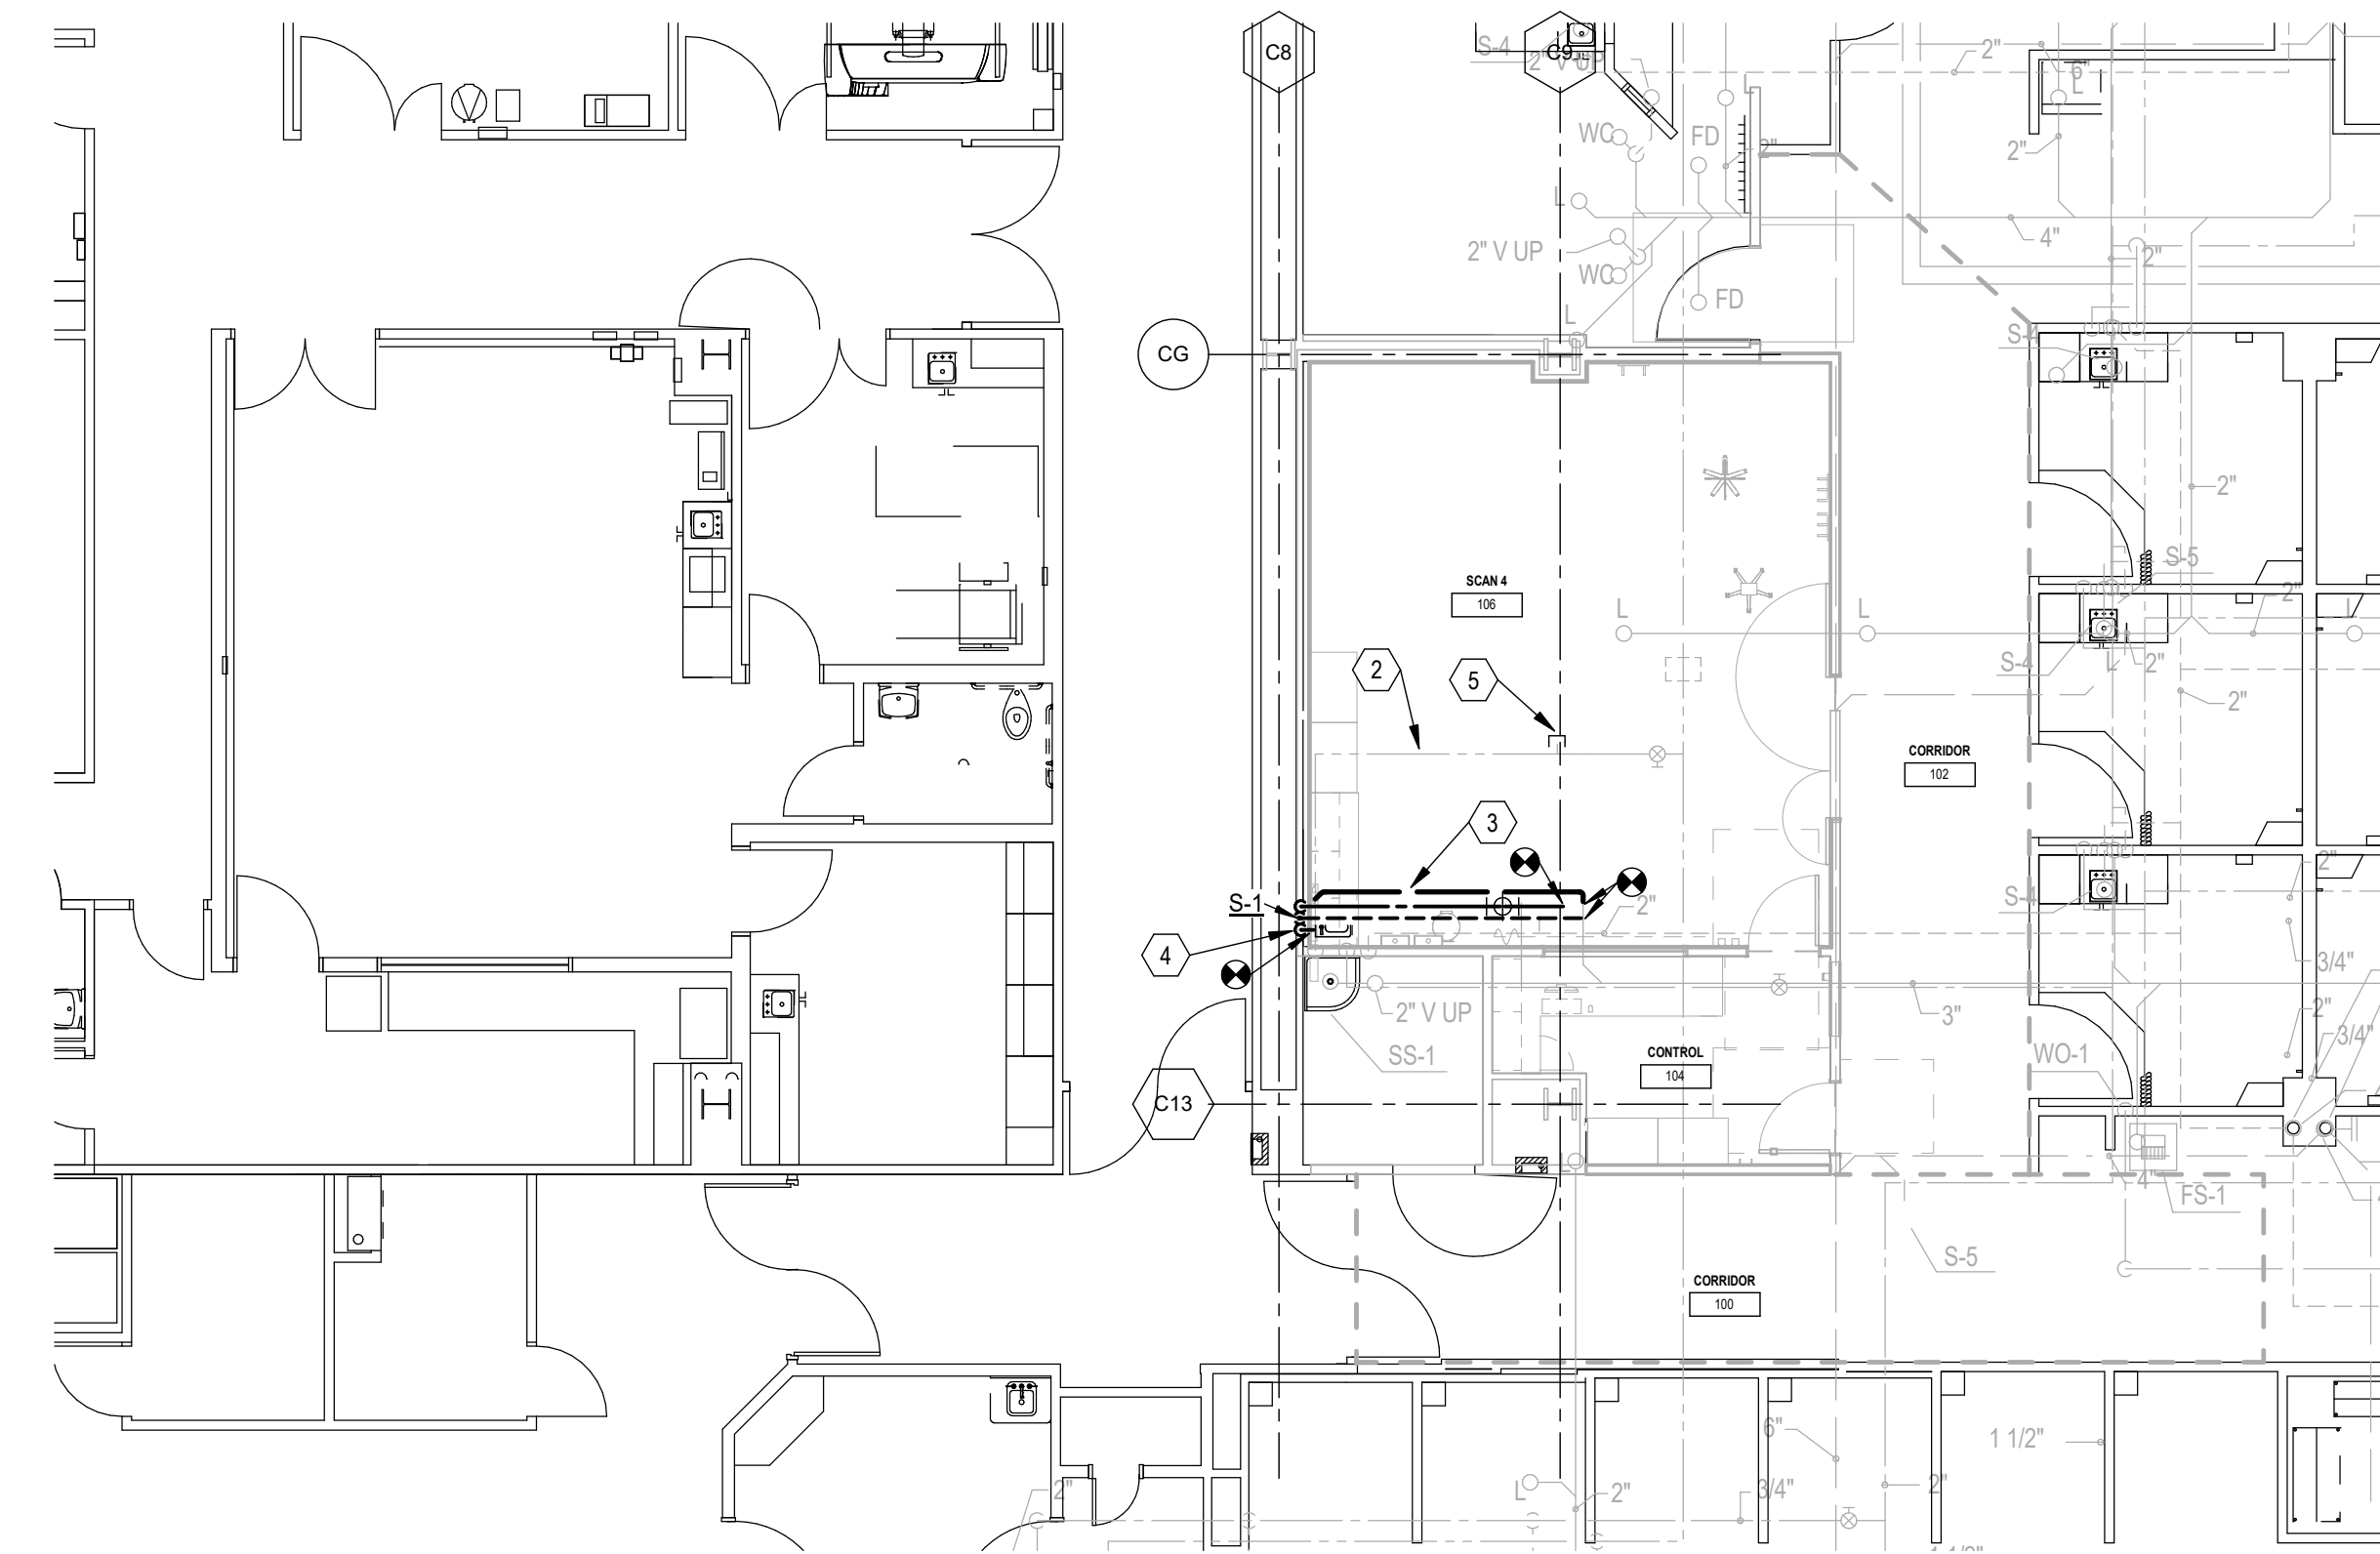 C8
C9
S-4
2" V UP
2"
6"
L
L
WC
FD
2"
2"
L
4"
2" V UP
WC
FD
2"
L
CG
S-4
2"
S-5
SCAN 4
106
2"
L
L
L
S-4
L
2"
2
5
2"
CORRIDOR
102
3
2"
S-1
2"
S-4
4
3/4"
2" V UP
3"
2"
3/4"
SS-1
CONTROL
104
WO-1
C13
L
4"
FS-1
S-5
CORRIDOR
100
6"
1 1/2"
2"
L
2"
3/4"
2"
1 1/2"